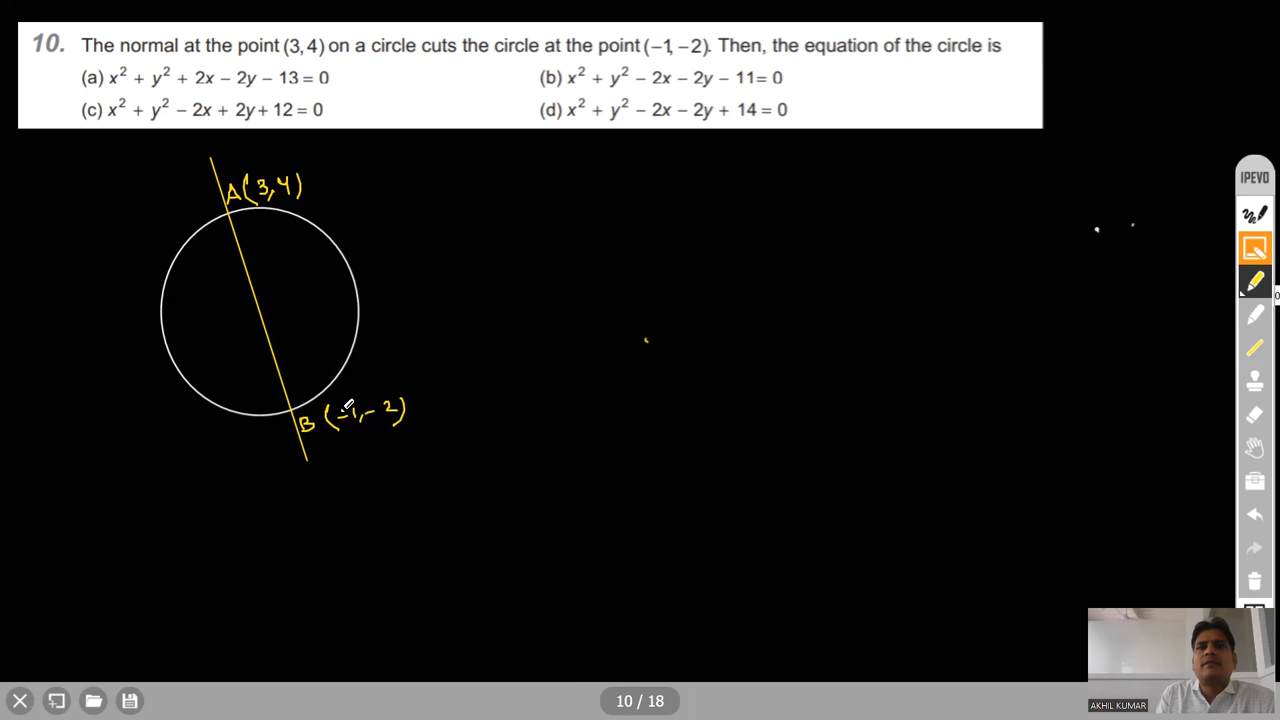 10. The normal at the point (3, 4) on a circle cuts the circle at the point (−1, −2). Then, the equation of the circle is
(a) x² + y² + 2x − 2y − 13 = 0 (b) x² + y² − 2x − 2y − 11 = 0
(c) x² + y² − 2x + 2y + 12 = 0 (d) x² + y² − 2x − 2y + 14 = 0
IPEVO
A(3,4)
B(-1,-2)
AKHIL KUMAR
10 / 18